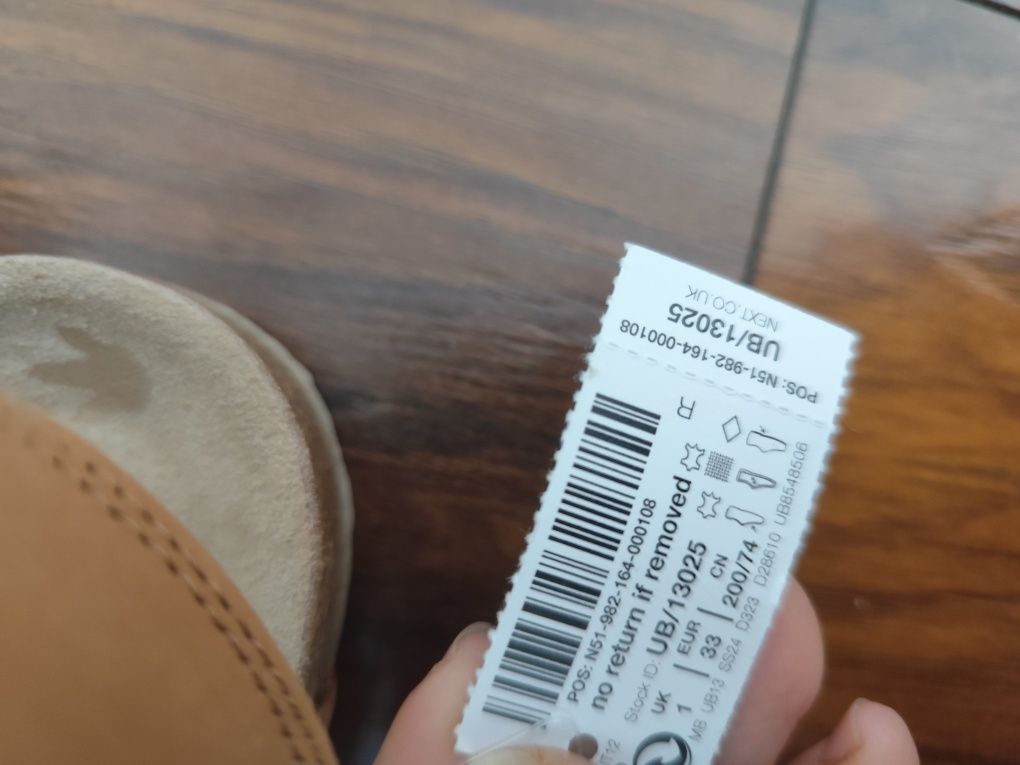 NEXT.CO.UK
UB/13025
POS: N51-982-164-000108
POS: N51-982-164-000108
no return if removed
Stock ID: UB/13025
UK | EUR | CN
1 | 33 | 200/74
M8 UB13 SS24 D323 D28610 UB8548506